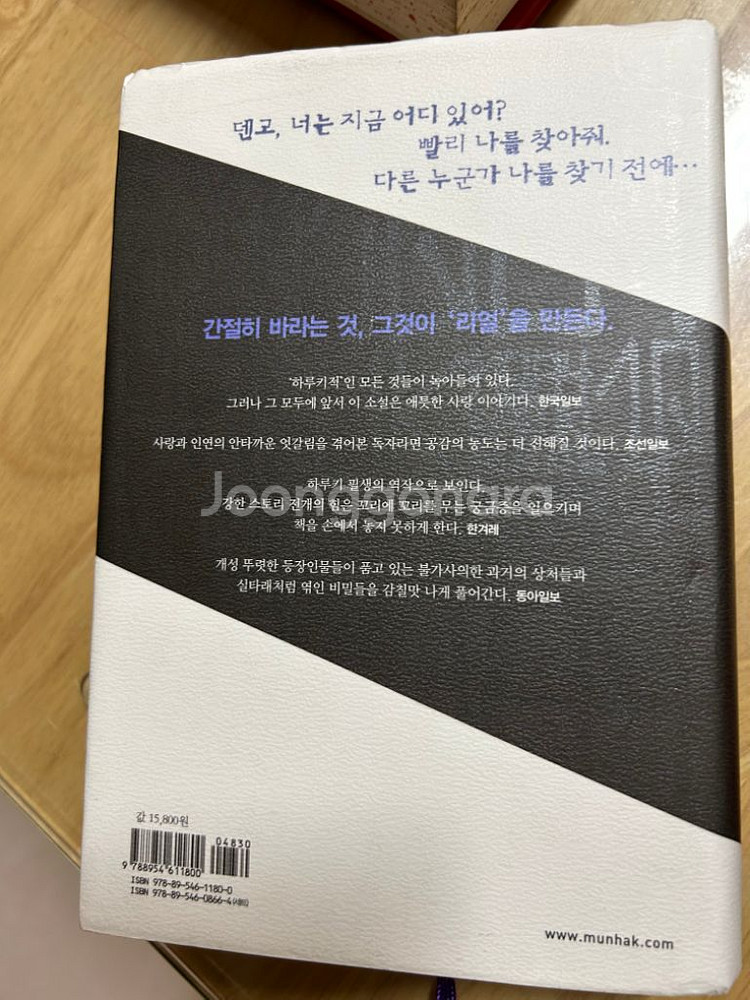 덴고, 너는 지금 어디 있어?
빨리 나를 찾아줘.
다른 누군가 나를 찾기 전에…
간절히 바라는 것, 그것이 '리얼'을 만든다.
'하루키적'인 모든 것들이 녹아들어 있다.
그러나 그 모두에 앞서 이 소설은 애틋한 사랑 이야기다. 한국일보
사랑과 인연의 안타까운 엇갈림을 겪어본 독자라면 공감의 농도는 더 진해질 것이다. 조선일보
하루키 필생의 역작으로 보인다.
강한 스토리 전개의 힘은 꼬리에 꼬리를 무는 궁금증을 일으키며
책을 손에서 놓지 못하게 한다. 한겨레
개성 뚜렷한 등장인물들이 품고 있는 불가사의한 과거의 상처들과
실타래처럼 엮인 비밀들을 감칠맛 나게 풀어간다. 동아일보
Joonggonara
값 15,800원
04830
9 788954 611800
ISBN 978-89-546-1180-0
ISBN 978-89-546-0866-4(세트)
www.munhak.com